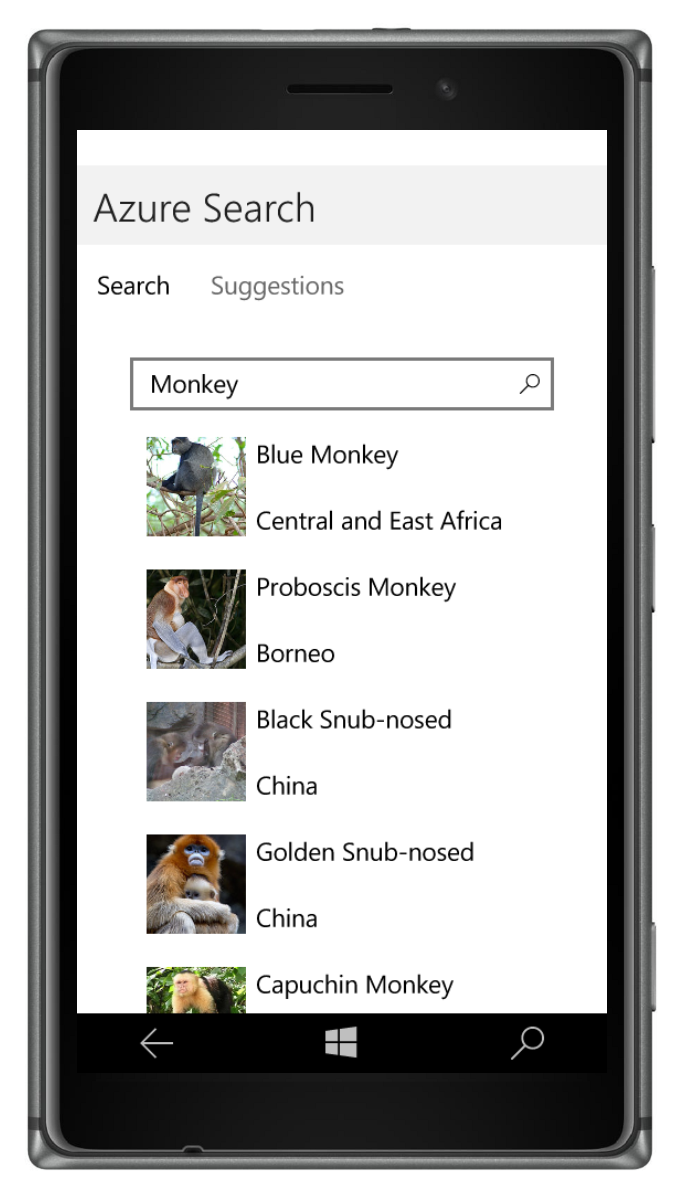 Azure Search
Search Suggestions
Monkey
Blue Monkey
Central and East Africa
Proboscis Monkey
Borneo
Black Snub-nosed
China
Golden Snub-nosed
China
Capuchin Monkey